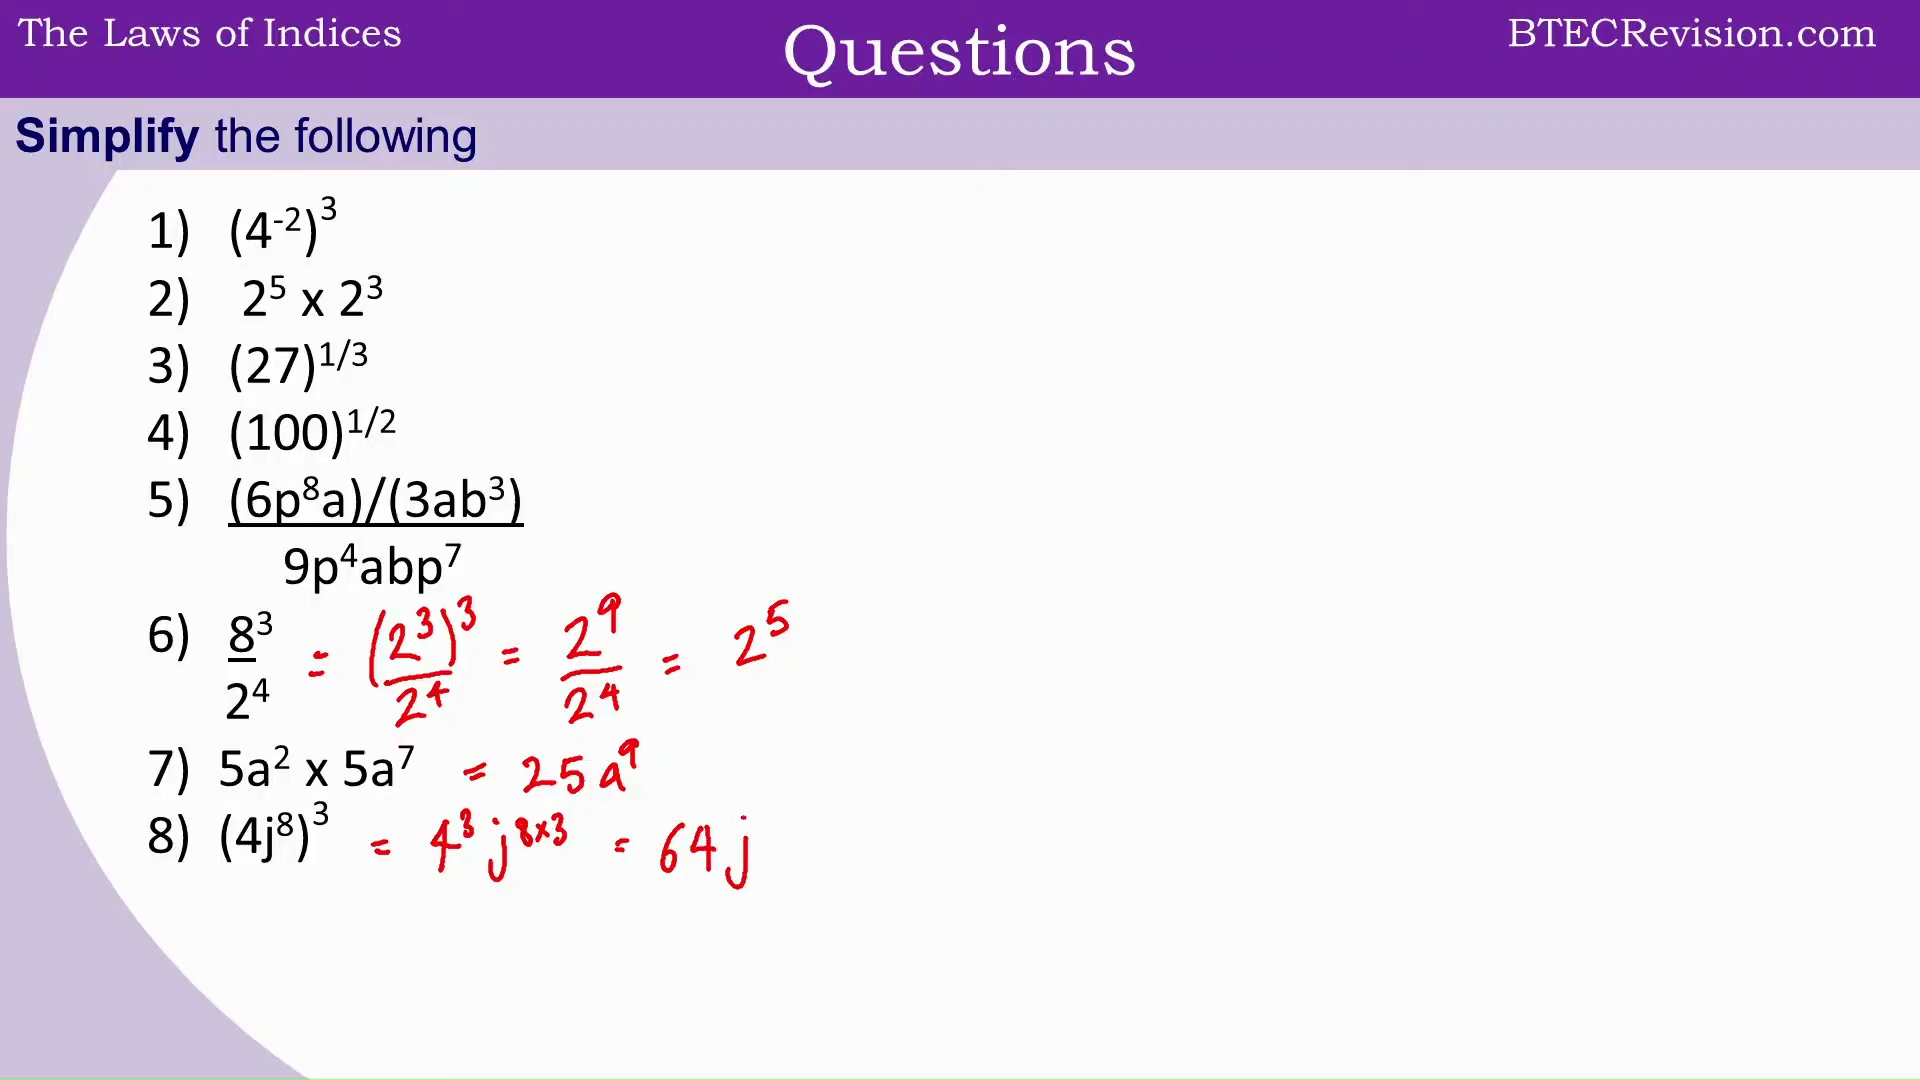 The Laws of Indices
Questions
BTECRevision.com
Simplify the following
1) (4⁻²)³
2) 2⁵ x 2³
3) (27)^1/3
4) (100)^1/2
5) (6p⁸a)/(3ab³)
9p⁴abp⁷
6) 8³ = (2³)³ = 2⁹ = 2⁵
2⁴ 2⁴ 2⁴
7) 5a² x 5a⁷ = 25a⁹
8) (4j⁸)³ = 4³ j⁸ˣ³ = 64j